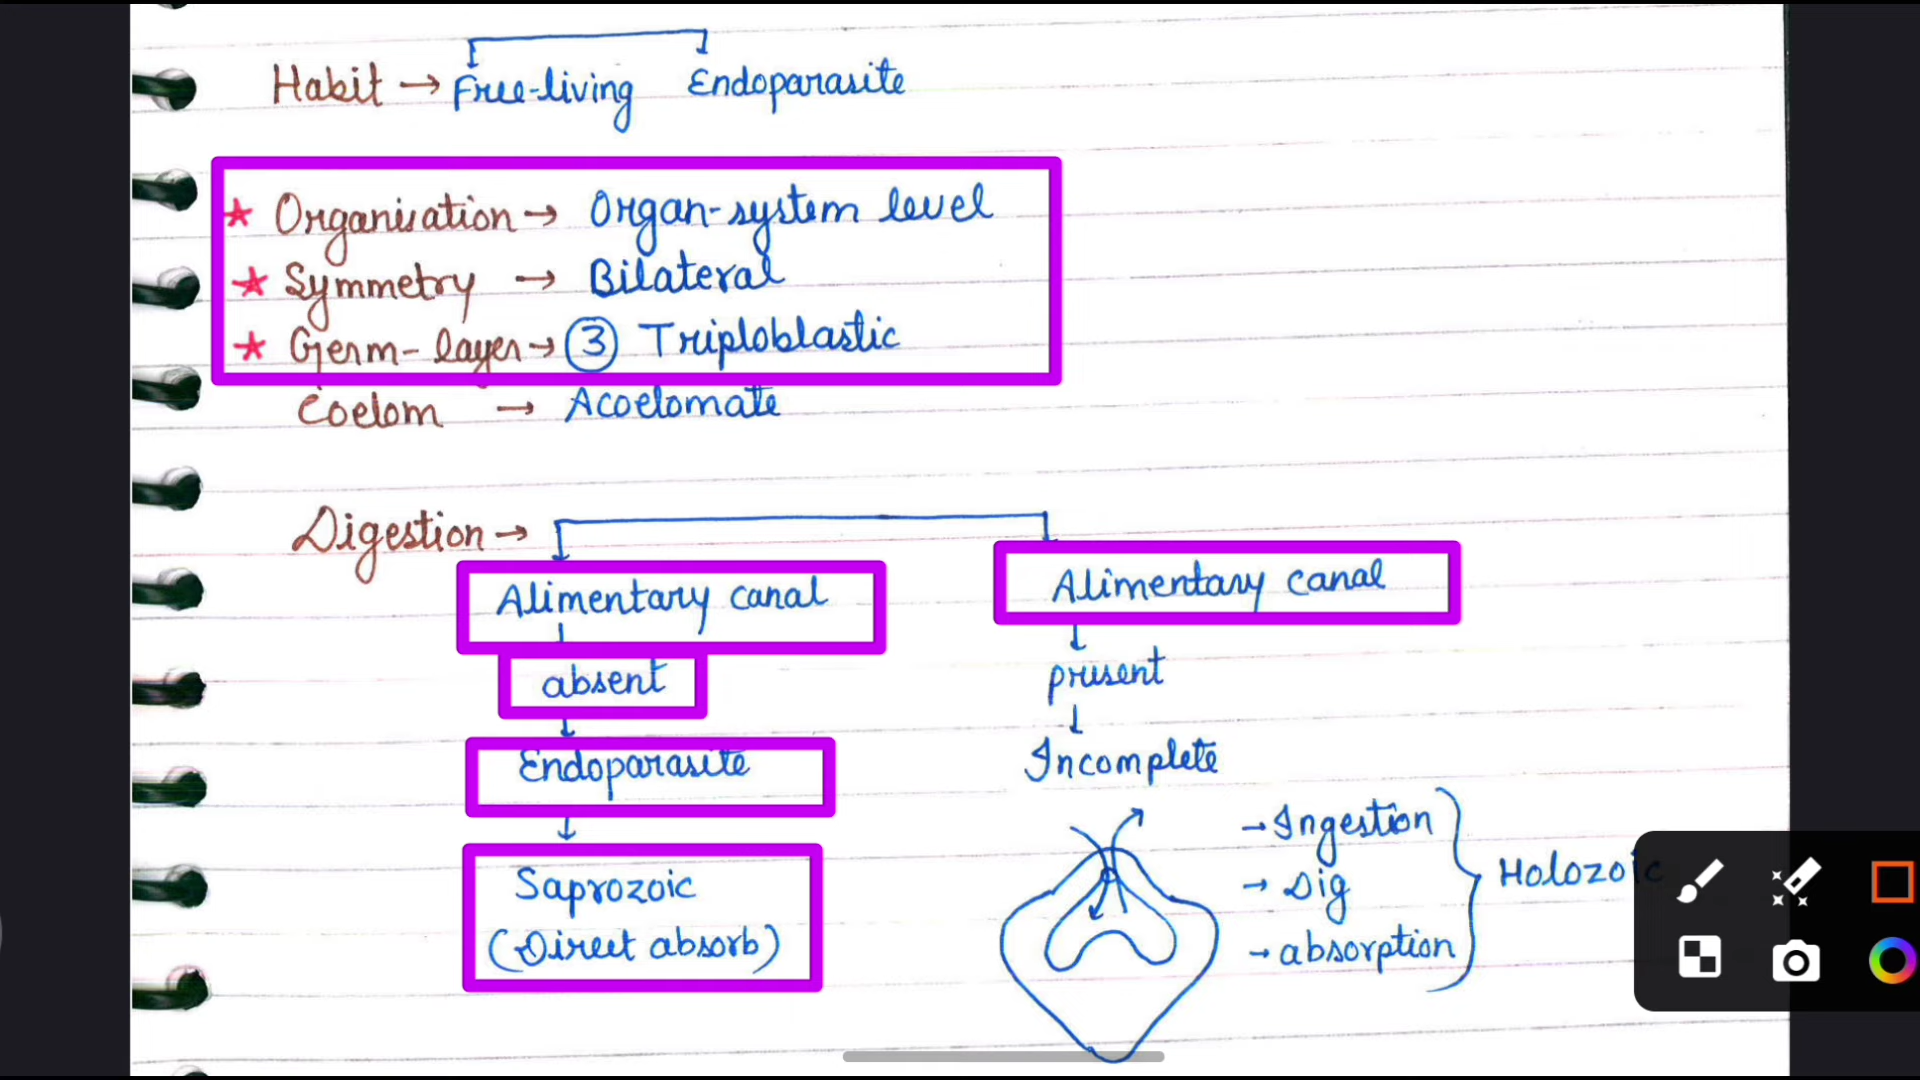 Habit → Free-living Endoparasite
★ Organisation → Organ-system level
★ Symmetry → Bilateral
★ Germ-layer → ③ Triploblastic
Coelom → Acoelomate
Digestion →
Alimentary canal Alimentary canal
absent present
Endoparasite Incomplete
Saprozoic
(Direct absorb)
→ Ingestion
→ Dig
→ absorption
Holozoic